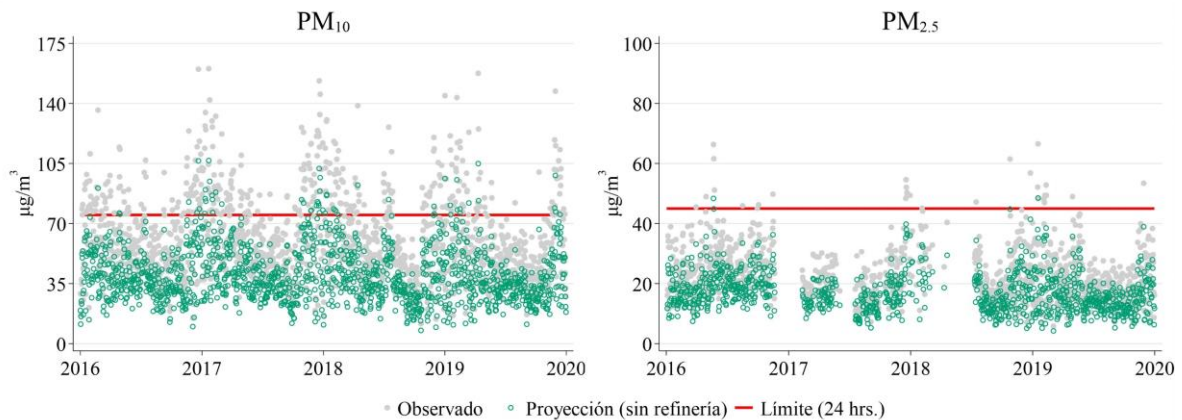 PM₁₀
175
140
105
70
35
0
µg/m³
2016 2017 2018 2019 2020
PM₂.₅
100
80
60
40
20
0
µg/m³
2016 2017 2018 2019 2020
Observado Proyección (sin refinería) Límite (24 hrs.)